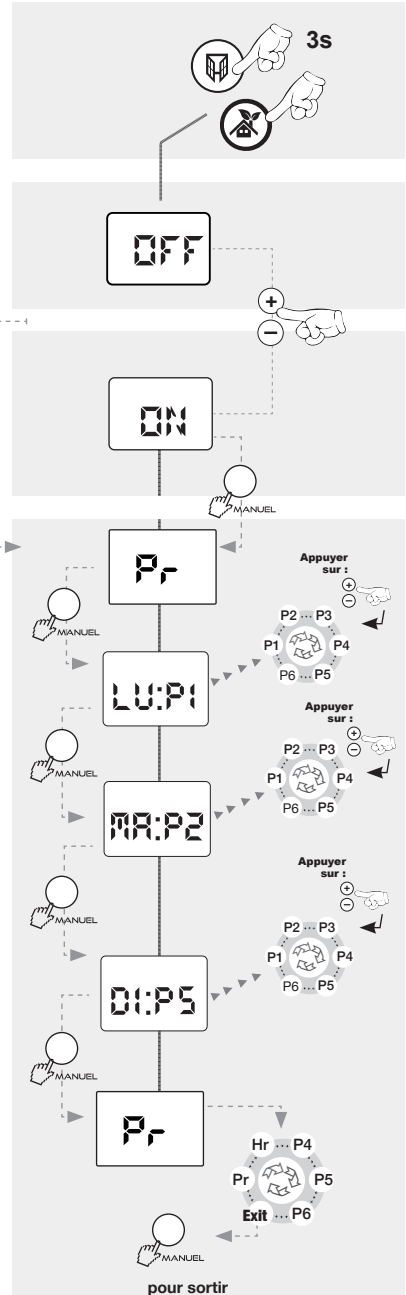 3s
OFF
+
−
ON
MANUEL
Pr
Appuyer
sur :
+
−
MANUEL
P2 ... P3
P1 P4
P6 ... P5
LU:P1
Appuyer
sur :
+
−
MANUEL
P2 ... P3
P1 P4
P6 ... P5
MA:P2
Appuyer
sur :
+
−
MANUEL
P2 ... P3
P1 P4
P6 ... P5
DI:P5
MANUEL
Pr
Hr ... P4
Pr P5
Exit ... P6
MANUEL
pour sortir